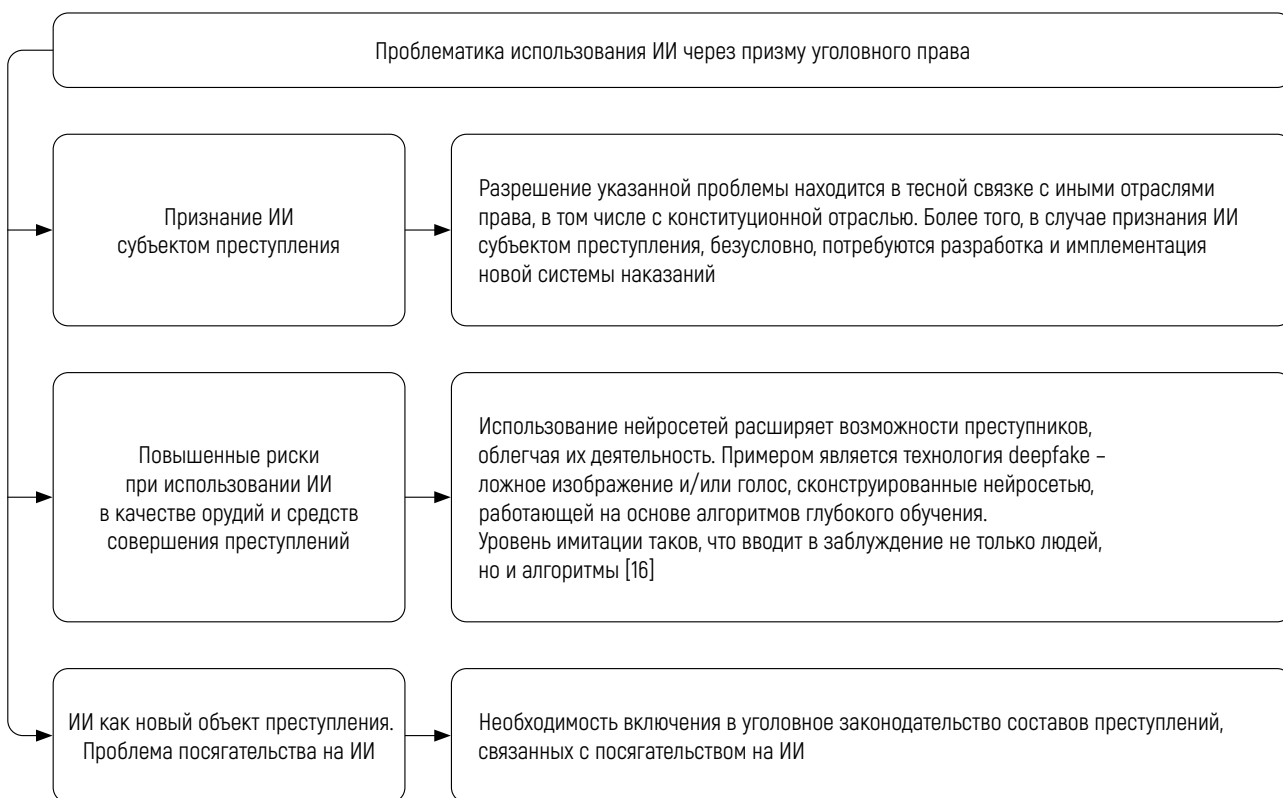 Проблематика использования ИИ через призму уголовного права
Признание ИИ
субъектом преступления
Разрешение указанной проблемы находится в тесной связке с иными отраслями
права, в том числе с конституционной отраслью. Более того, в случае признания ИИ
субъектом преступления, безусловно, потребуются разработка и имплементация
новой системы наказаний
Повышенные риски
при использовании ИИ
в качестве орудий и средств
совершения преступлений
Использование нейросетей расширяет возможности преступников,
облегчая их деятельность. Примером является технология deepfake –
ложное изображение и/или голос, сконструированные нейросетью,
работающей на основе алгоритмов глубокого обучения.
Уровень имитации таков, что вводит в заблуждение не только людей,
но и алгоритмы [16]
ИИ как новый объект преступления.
Проблема посягательства на ИИ
Необходимость включения в уголовное законодательство составов преступлений,
связанных с посягательством на ИИ